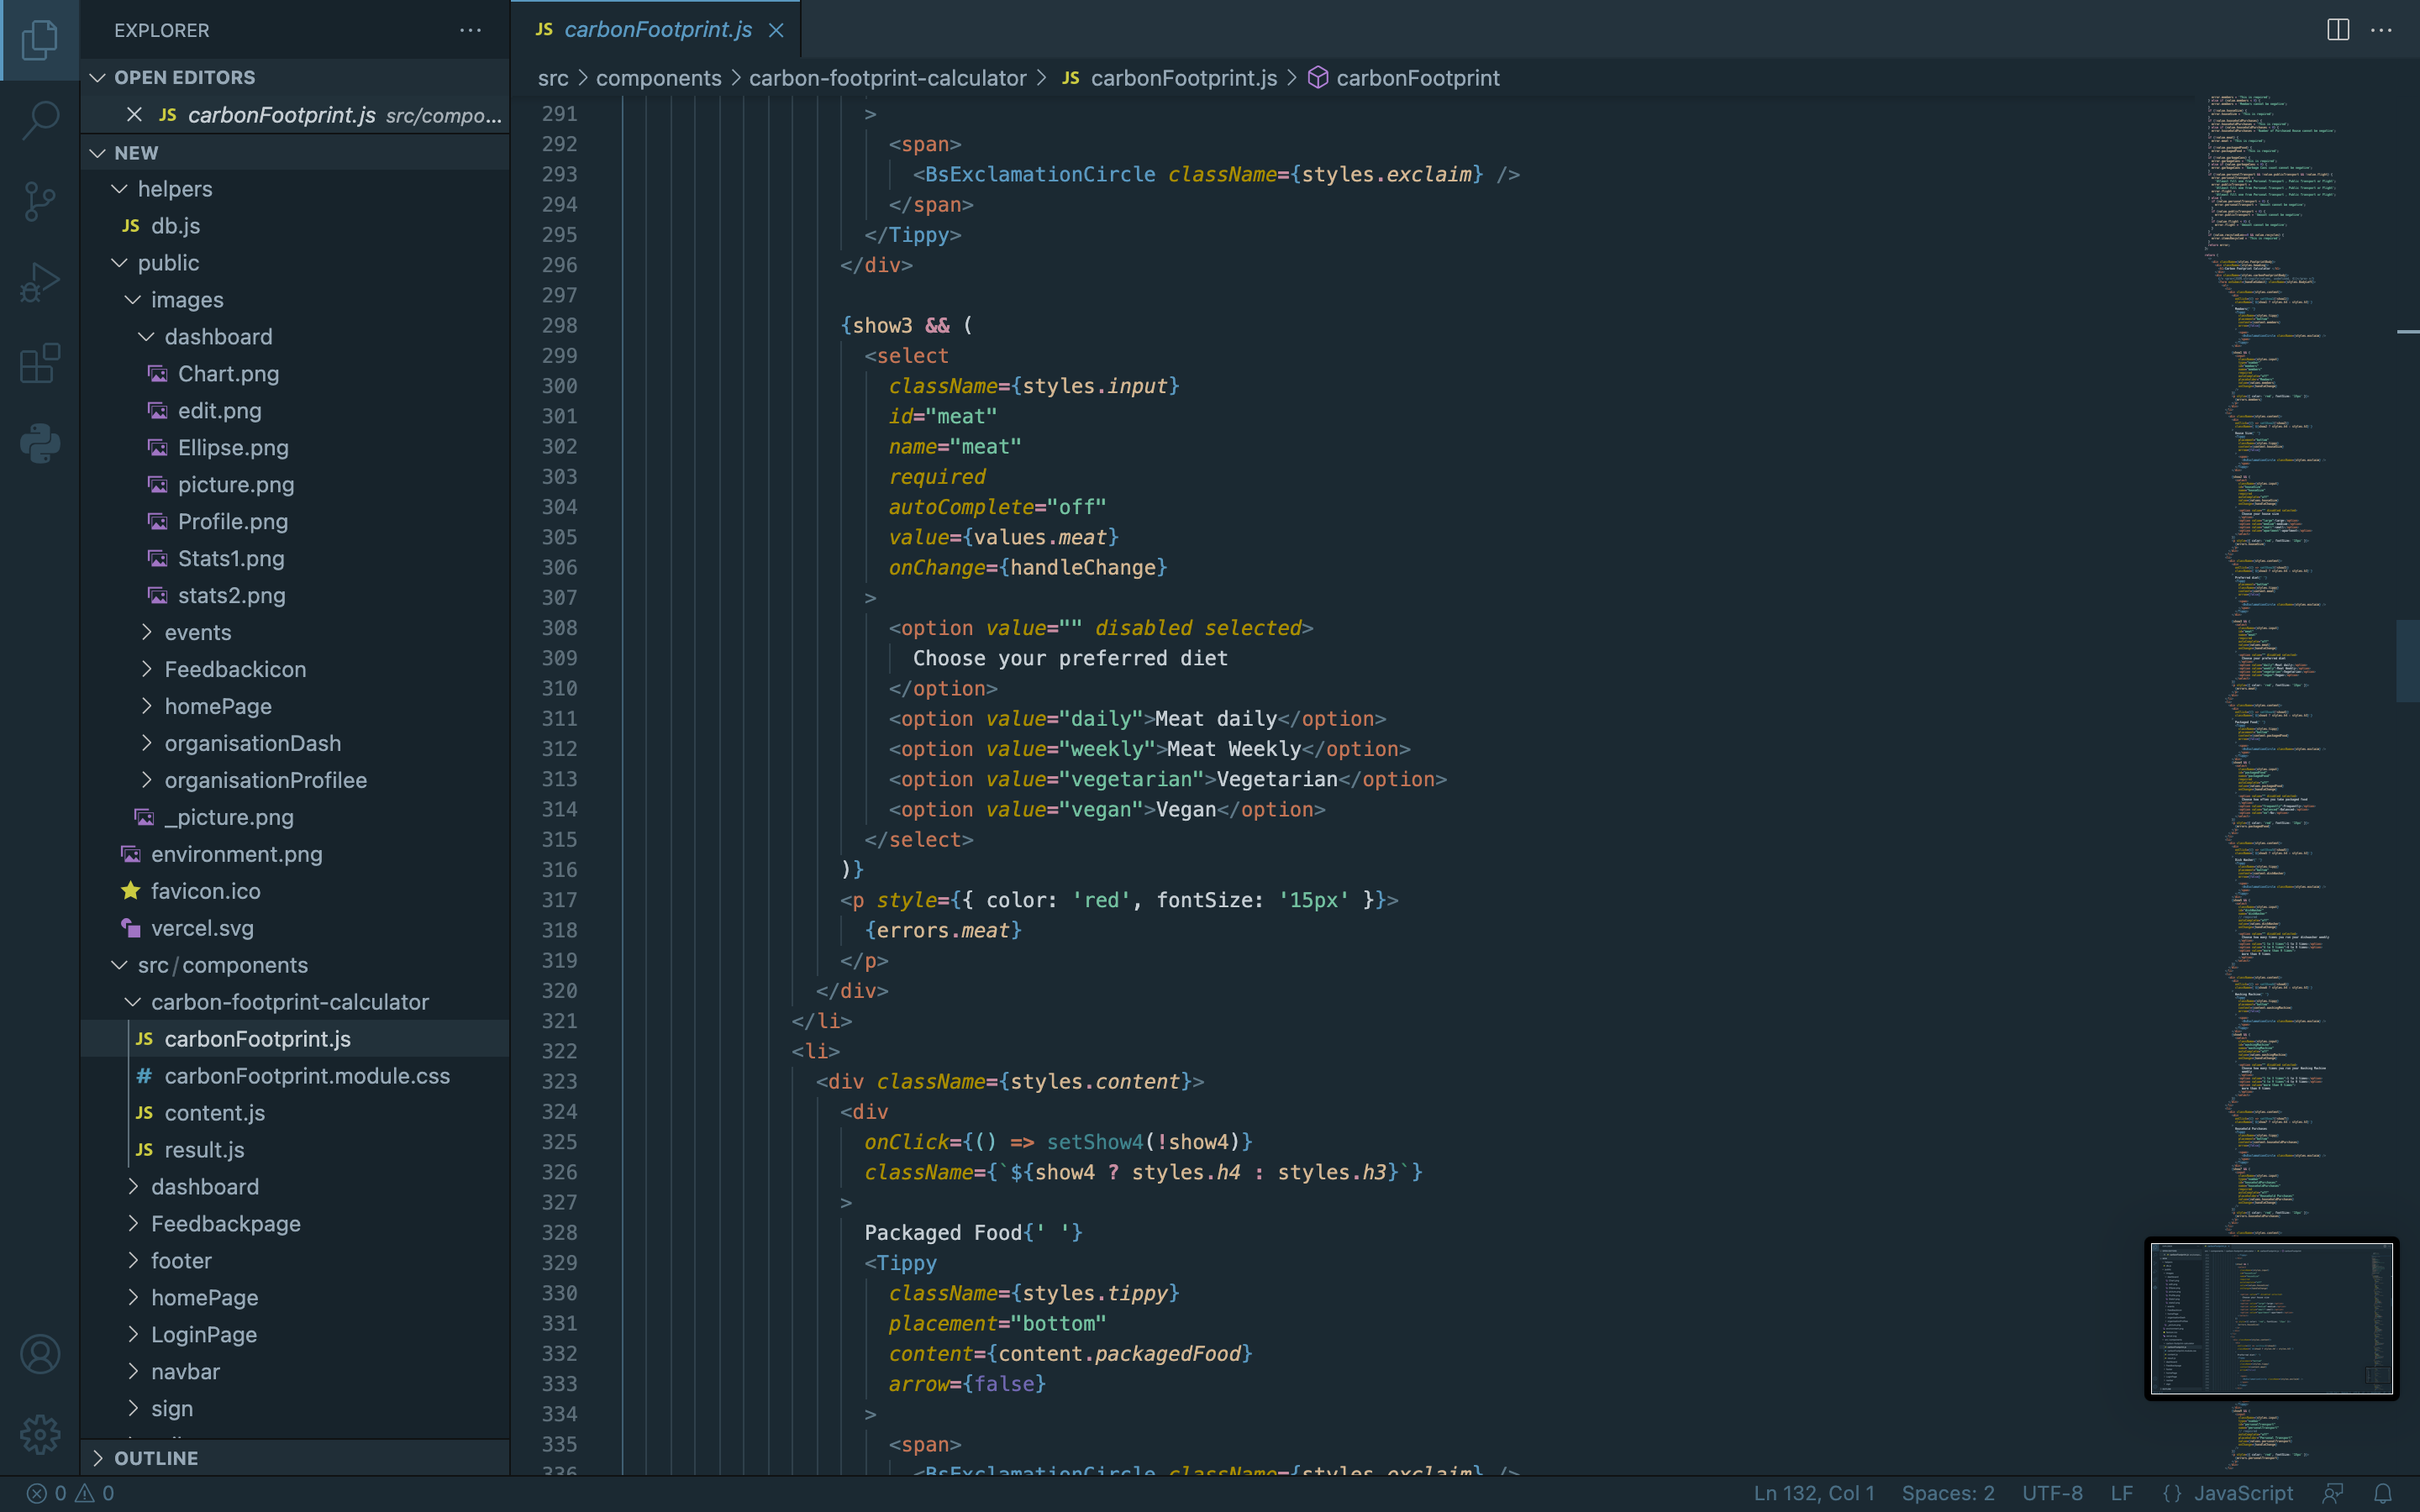 EXPLORER
OPEN EDITORS
JS carbonFootprint.js src/compo...
NEW
helpers
JS db.js
public
images
dashboard
Chart.png
edit.png
Ellipse.png
picture.png
Profile.png
Stats1.png
stats2.png
events
Feedbackicon
homePage
organisationDash
organisationProfilee
_picture.png
environment.png
favicon.ico
vercel.svg
src/components
carbon-footprint-calculator
JS carbonFootprint.js
# carbonFootprint.module.css
JS content.js
JS result.js
dashboard
Feedbackpage
footer
homePage
LoginPage
navbar
sign
OUTLINE
JS carbonFootprint.js
src > components > carbon-footprint-calculator > JS carbonFootprint.js > carbonFootprint
291 >
292 <span>
293 <BsExclamationCircle className={styles.exclaim} />
294 </span>
295 </Tippy>
296 </div>
297
298 {show3 && (
299 <select
300 className={styles.input}
301 id="meat"
302 name="meat"
303 required
304 autoComplete="off"
305 value={values.meat}
306 onChange={handleChange}
307 >
308 <option value="" disabled selected>
309 Choose your preferred diet
310 </option>
311 <option value="daily">Meat daily</option>
312 <option value="weekly">Meat Weekly</option>
313 <option value="vegetarian">Vegetarian</option>
314 <option value="vegan">Vegan</option>
315 </select>
316 )}
317 <p style={{ color: 'red', fontSize: '15px' }}>
318 {errors.meat}
319 </p>
320 </div>
321 </li>
322 <li>
323 <div className={styles.content}>
324 <div
325 onClick={() => setShow4(!show4)}
326 className={`${show4 ? styles.h4 : styles.h3}`}
327 >
328 Packaged Food{' '}
329 <Tippy
330 className={styles.tippy}
331 placement="bottom"
332 content={content.packagedFood}
333 arrow={false}
334 >
335 <span>
336 <BsExclamationCircle className={styles.exclaim} />
0 0
Ln 132, Col 1 Spaces: 2 UTF-8 LF {} JavaScript